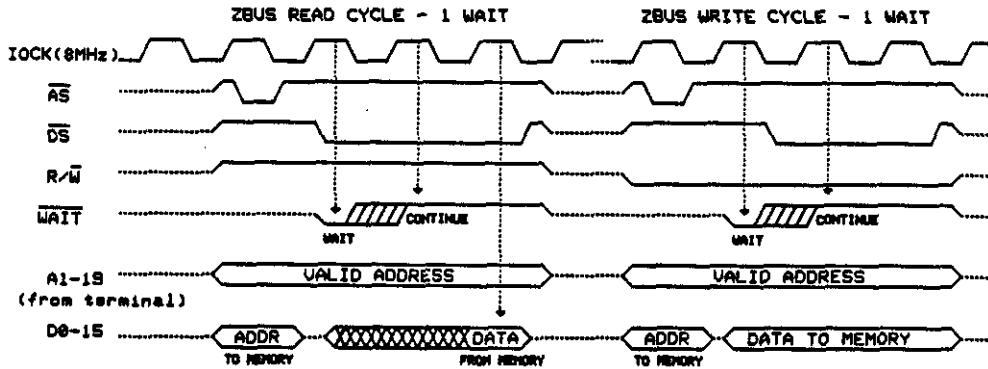 ZBUS READ CYCLE - 1 WAIT ZBUS WRITE CYCLE - 1 WAIT
IOCK(8MHz)
AS
DS
R/W
WAIT CONTINUE CONTINUE
WAIT WAIT
A1-19 VALID ADDRESS VALID ADDRESS
(from terminal)
D0-15 ADDR DATA ADDR DATA TO MEMORY
TO MEMORY FROM MEMORY TO MEMORY